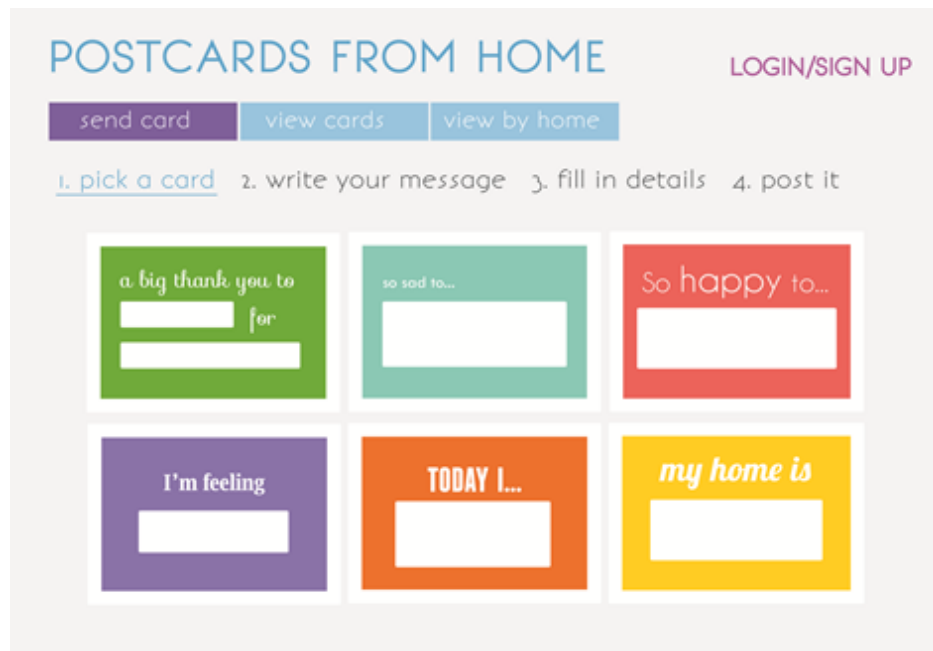 POSTCARDS FROM HOME
LOGIN/SIGN UP
send card view cards view by home
1. pick a card 2. write your message 3. fill in details 4. post it
a big thank you to
for
so sad to...
So happy to...
I'm feeling
TODAY I...
my home is